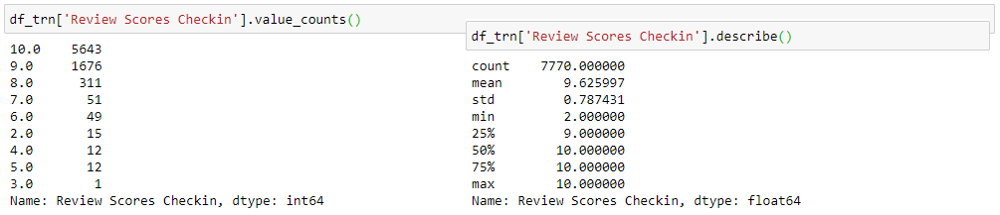 df_trn['Review Scores Checkin'].value_counts()
10.0    5643
9.0     1676
8.0      311
7.0       51
6.0       49
2.0       15
4.0       12
5.0       12
3.0        1
Name: Review Scores Checkin, dtype: int64
df_trn['Review Scores Checkin'].describe()
count    7770.000000
mean        9.625997
std         0.787431
min         2.000000
25%         9.000000
50%        10.000000
75%        10.000000
max        10.000000
Name: Review Scores Checkin, dtype: float64